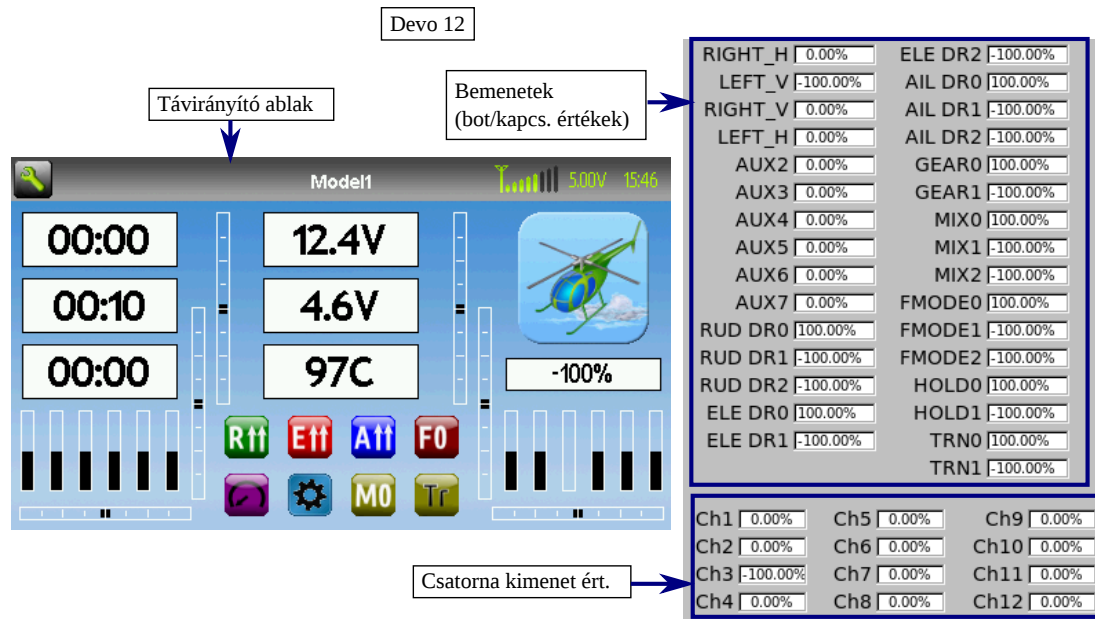 Devo 12
Távirányító ablak
Bemenetek
(bot/kapcs. értékek)
Model1
5.00V 15:46
00:00
12.4V
00:10
4.6V
00:00
97C
-100%
R
E
A
F0
M0
Tr
RIGHT_H 0.00% ELE DR2 -100.00%
LEFT_V -100.00% AIL DR0 100.00%
RIGHT_V 0.00% AIL DR1 -100.00%
LEFT_H 0.00% AIL DR2 -100.00%
AUX2 0.00% GEAR0 100.00%
AUX3 0.00% GEAR1 -100.00%
AUX4 0.00% MIX0 100.00%
AUX5 0.00% MIX1 -100.00%
AUX6 0.00% MIX2 -100.00%
AUX7 0.00% FMODE0 100.00%
RUD DR0 100.00% FMODE1 -100.00%
RUD DR1 -100.00% FMODE2 -100.00%
RUD DR2 -100.00% HOLD0 100.00%
ELE DR0 100.00% HOLD1 -100.00%
ELE DR1 -100.00% TRN0 100.00%
TRN1 -100.00%
Csatorna kimenet ért.
Ch1 0.00% Ch5 0.00% Ch9 0.00%
Ch2 0.00% Ch6 0.00% Ch10 0.00%
Ch3 -100.00% Ch7 0.00% Ch11 0.00%
Ch4 0.00% Ch8 0.00% Ch12 0.00%